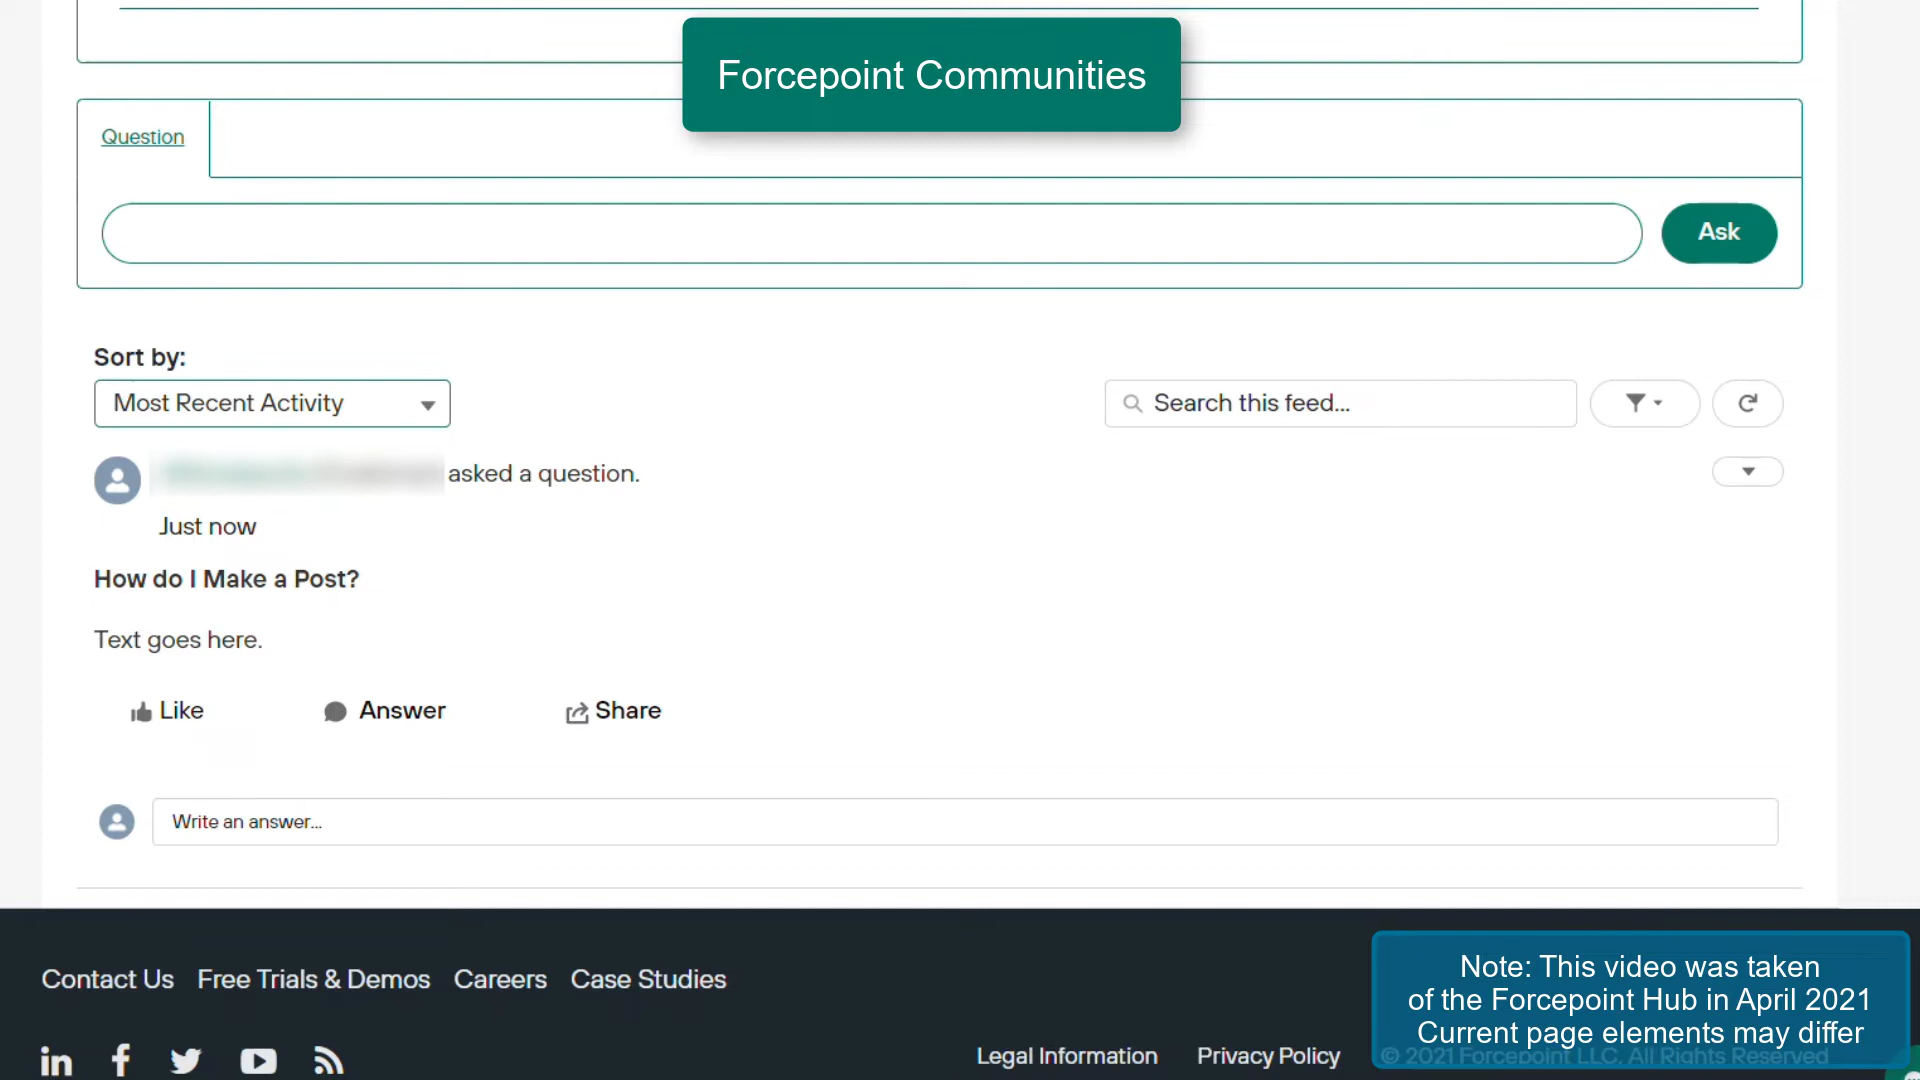 Forcepoint Communities
Question
Ask
Sort by:
Most Recent Activity
Search this feed...
asked a question.
Just now
How do I Make a Post?
Text goes here.
Like Answer Share
Write an answer...
Contact Us Free Trials & Demos Careers Case Studies
Note: This video was taken
of the Forcepoint Hub in April 2021
Current page elements may differ
Legal Information Privacy Policy © 2021 Forcepoint LLC. All Rights Reserved